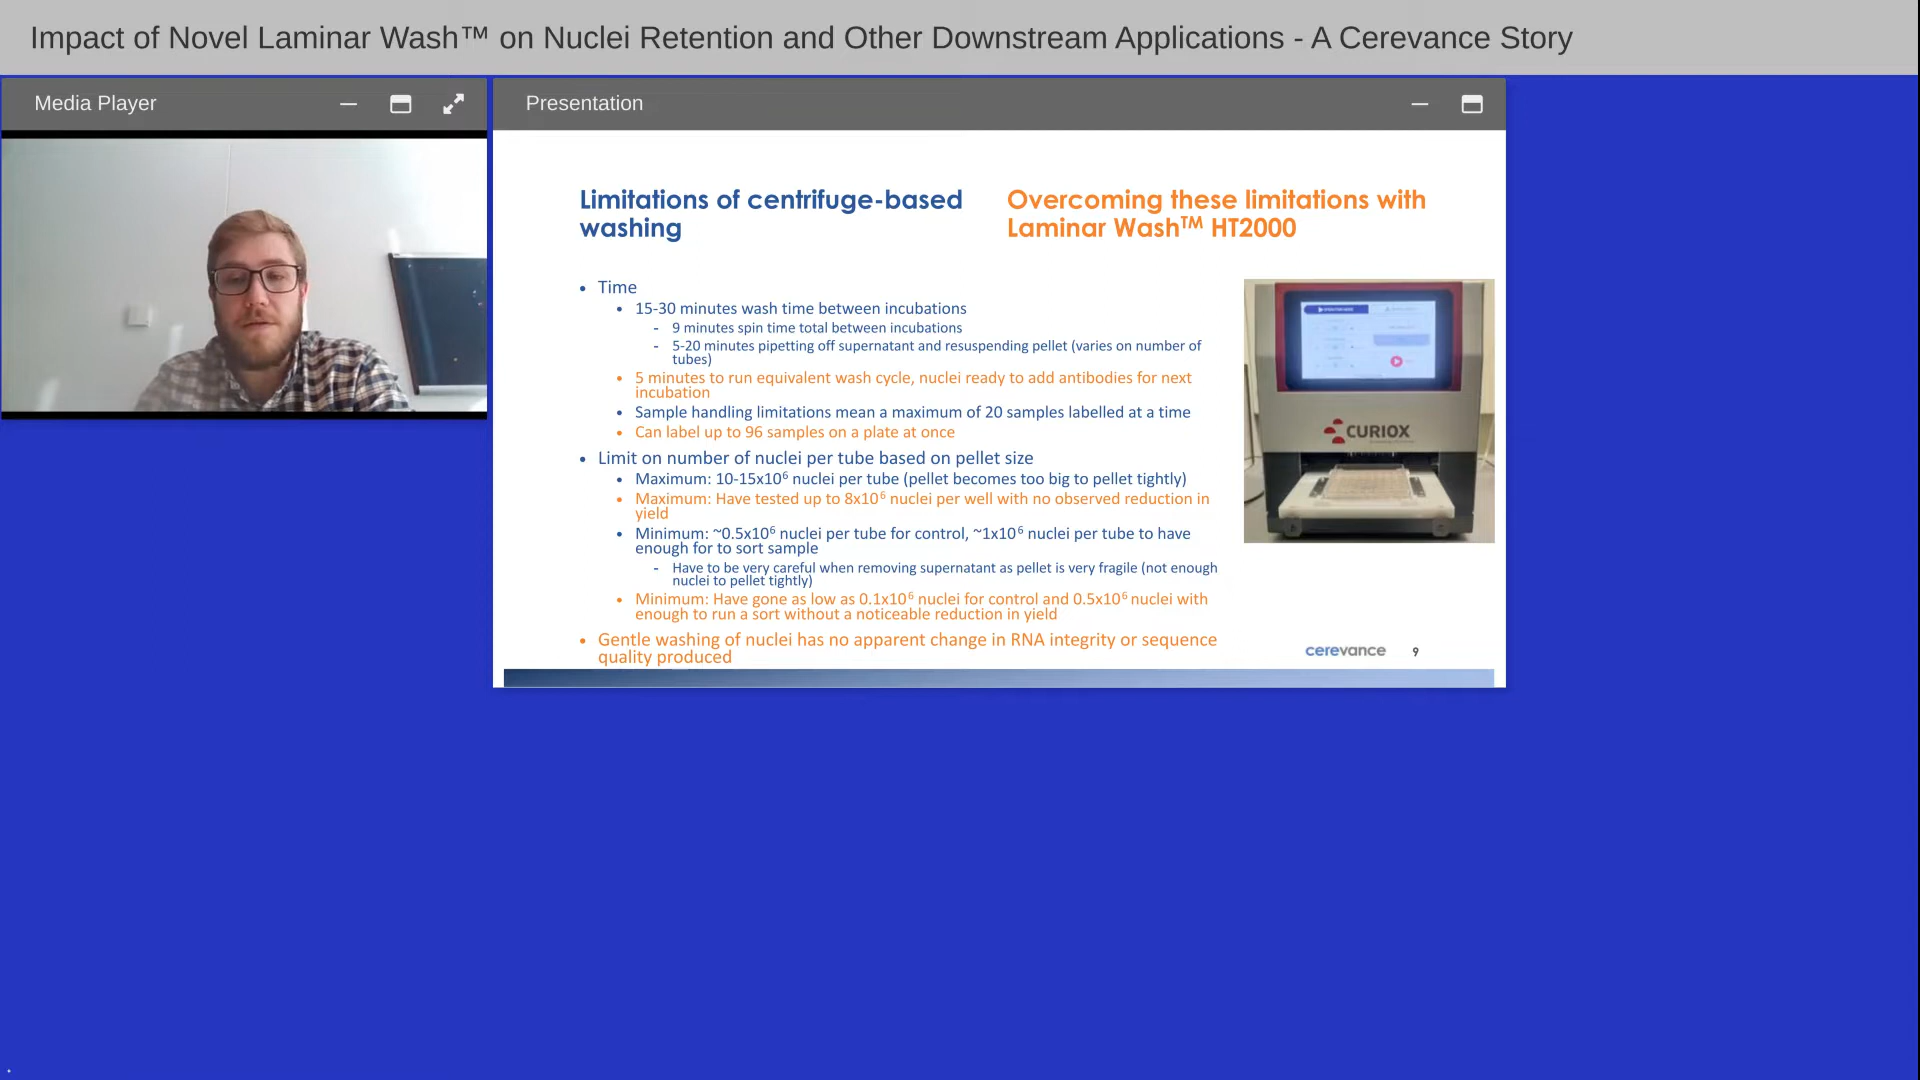 Impact of Novel Laminar Wash™ on Nuclei Retention and Other Downstream Applications - A Cerevance Story
Media Player
Presentation
Limitations of centrifuge-based
washing
Overcoming these limitations with
Laminar Wash™ HT2000
• Time
• 15-30 minutes wash time between incubations
- 9 minutes spin time total between incubations
- 5-20 minutes pipetting off supernatant and resuspending pellet (varies on number of
tubes)
• 5 minutes to run equivalent wash cycle, nuclei ready to add antibodies for next
incubation
• Sample handling limitations mean a maximum of 20 samples labelled at a time
• Can label up to 96 samples on a plate at once
• Limit on number of nuclei per tube based on pellet size
• Maximum: 10-15x10⁶ nuclei per tube (pellet becomes too big to pellet tightly)
• Maximum: Have tested up to 8x10⁶ nuclei per well with no observed reduction in
yield
• Minimum: ~0.5x10⁶ nuclei per tube for control, ~1x10⁶ nuclei per tube to have
enough for to sort sample
- Have to be very careful when removing supernatant as pellet is very fragile (not enough
nuclei to pellet tightly)
• Minimum: Have gone as low as 0.1x10⁶ nuclei for control and 0.5x10⁶ nuclei with
enough to run a sort without a noticeable reduction in yield
• Gentle washing of nuclei has no apparent change in RNA integrity or sequence
quality produced
CURIOX
cerevance 9